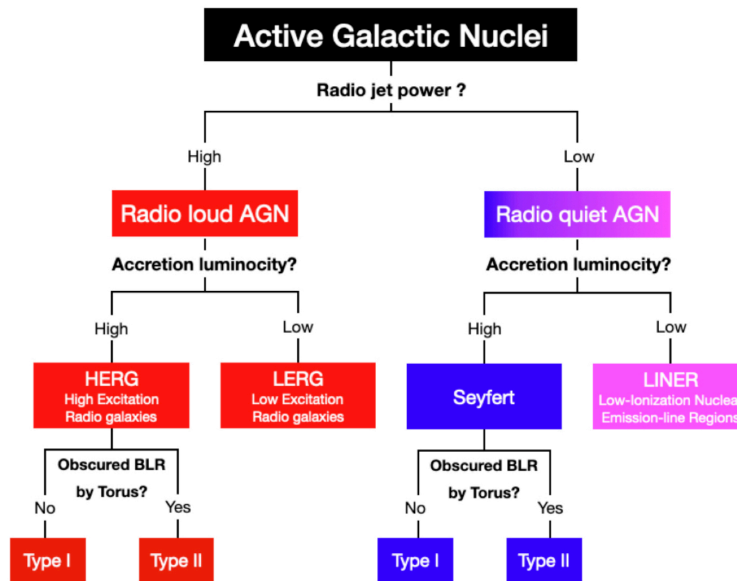 Active Galactic Nuclei
Radio jet power ?
High
Low
Radio loud AGN
Radio quiet AGN
Accretion luminocity?
Accretion luminocity?
High
Low
High
Low
HERG
High Excitation
Radio galaxies
LERG
Low Excitation
Radio galaxies
Seyfert
LINER
Low-Ionization Nuclear
Emission-line Regions
Obscured BLR
by Torus?
Obscured BLR
by Torus?
No
Yes
No
Yes
Type I
Type II
Type I
Type II